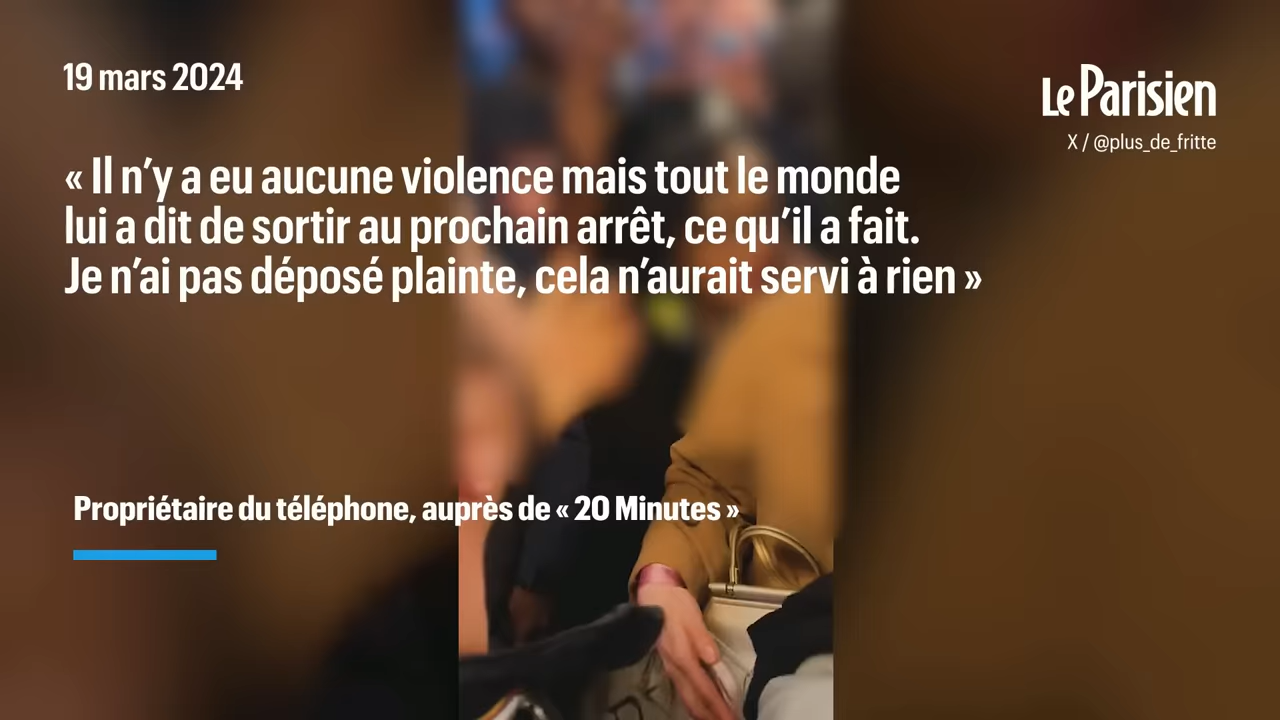 19 mars 2024
Le Parisien
X / @plus_de_fritte
« Il n’y a eu aucune violence mais tout le monde
lui a dit de sortir au prochain arrêt, ce qu’il a fait.
Je n’ai pas déposé plainte, cela n’aurait servi à rien »
Propriétaire du téléphone, auprès de « 20 Minutes »